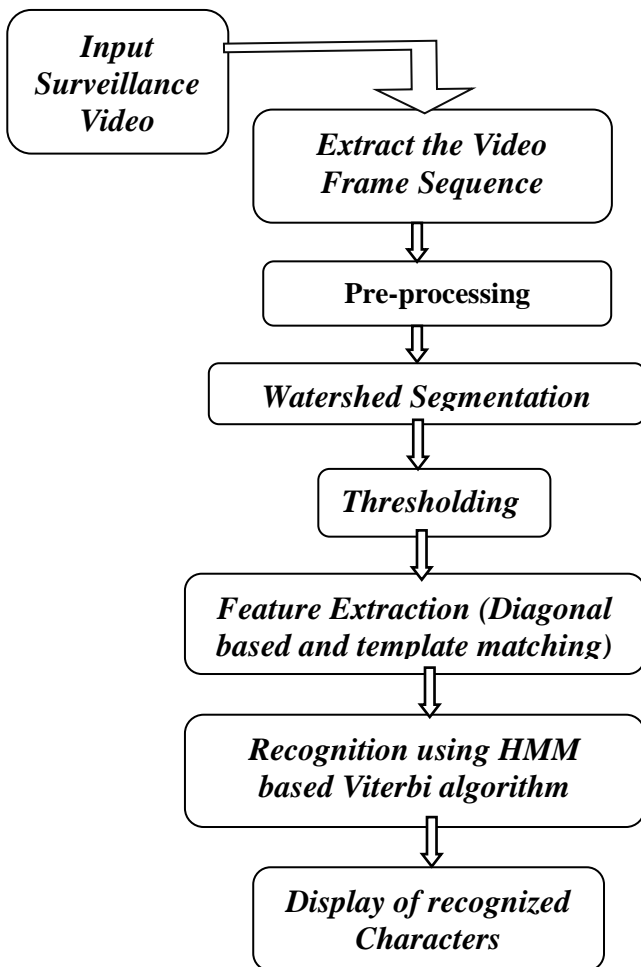 Input
Surveillance
Video
Extract the Video
Frame Sequence
Pre-processing
Watershed Segmentation
Thresholding
Feature Extraction (Diagonal
based and template matching)
Recognition using HMM
based Viterbi algorithm
Display of recognized
Characters